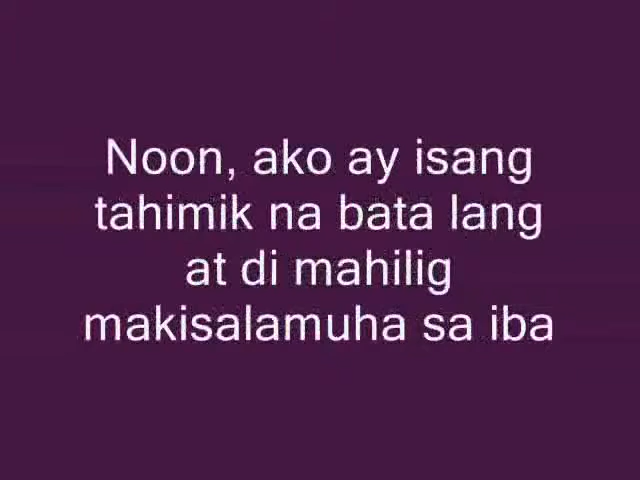 Noon, ako ay isang
tahimik na bata lang
at di mahilig
makisalamuha sa iba